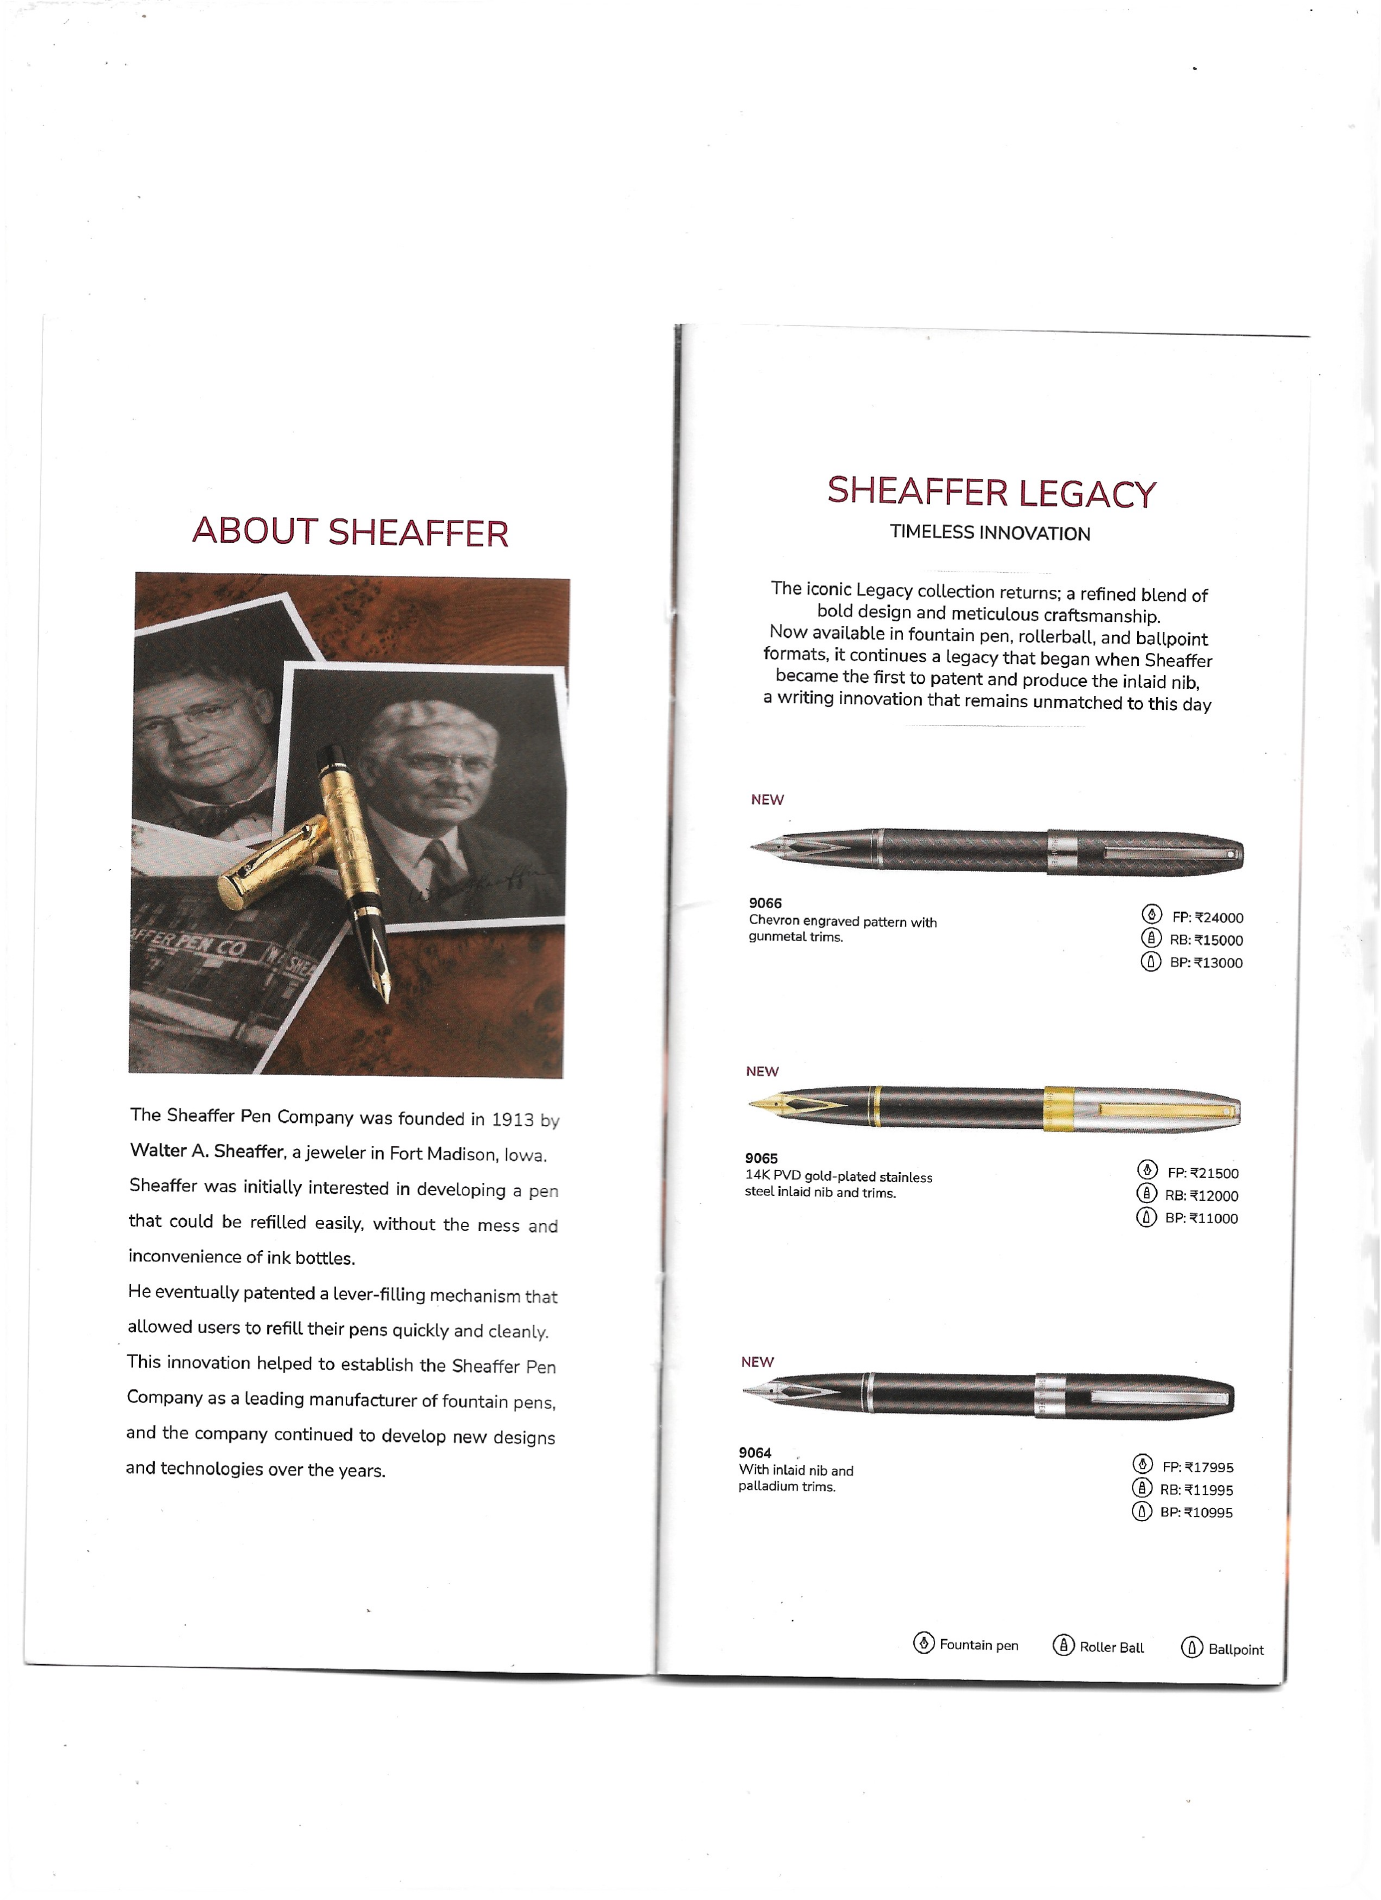 ABOUT SHEAFFER
AFFER PEN CO
W. SHEA
The Sheaffer Pen Company was founded in 1913 by
Walter A. Sheaffer, a jeweler in Fort Madison, Iowa.
Sheaffer was initially interested in developing a pen
that could be refilled easily, without the mess and
inconvenience of ink bottles.
He eventually patented a lever-filling mechanism that
allowed users to refill their pens quickly and cleanly.
This innovation helped to establish the Sheaffer Pen
Company as a leading manufacturer of fountain pens,
and the company continued to develop new designs
and technologies over the years.
SHEAFFER LEGACY
TIMELESS INNOVATION
The iconic Legacy collection returns; a refined blend of
bold design and meticulous craftsmanship.
Now available in fountain pen, rollerball, and ballpoint
formats, it continues a legacy that began when Sheaffer
became the first to patent and produce the inlaid nib,
a writing innovation that remains unmatched to this day
NEW
9066
Chevron engraved pattern with
gunmetal trims.
FP: ₹24000
RB: ₹15000
BP: ₹13000
NEW
9065
14K PVD gold-plated stainless
steel inlaid nib and trims.
FP: ₹21500
RB: ₹12000
BP: ₹11000
NEW
9064
With inlaid nib and
palladium trims.
FP: ₹17995
RB: ₹11995
BP: ₹10995
Fountain pen Roller Ball Ballpoint